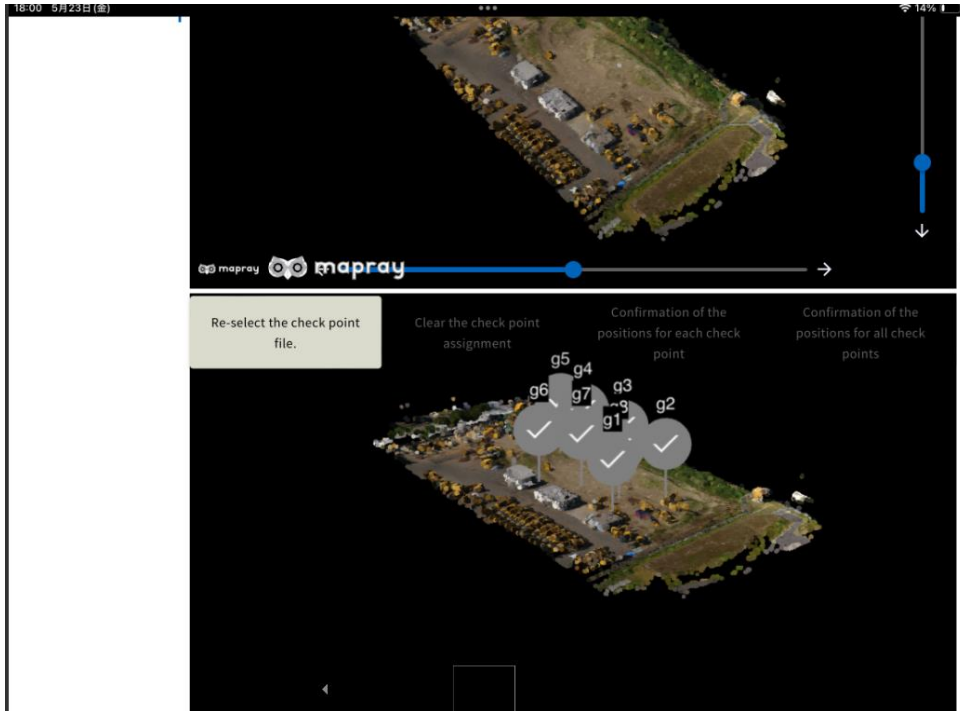 18:00 5月23日(金)
14%
mapray
mapray
Re-select the check point
file.
Clear the check point
assignment
Confirmation of the
positions for each check
point
Confirmation of the
positions for all check
points
g5
g4
g6
g7
g3
g1
g2